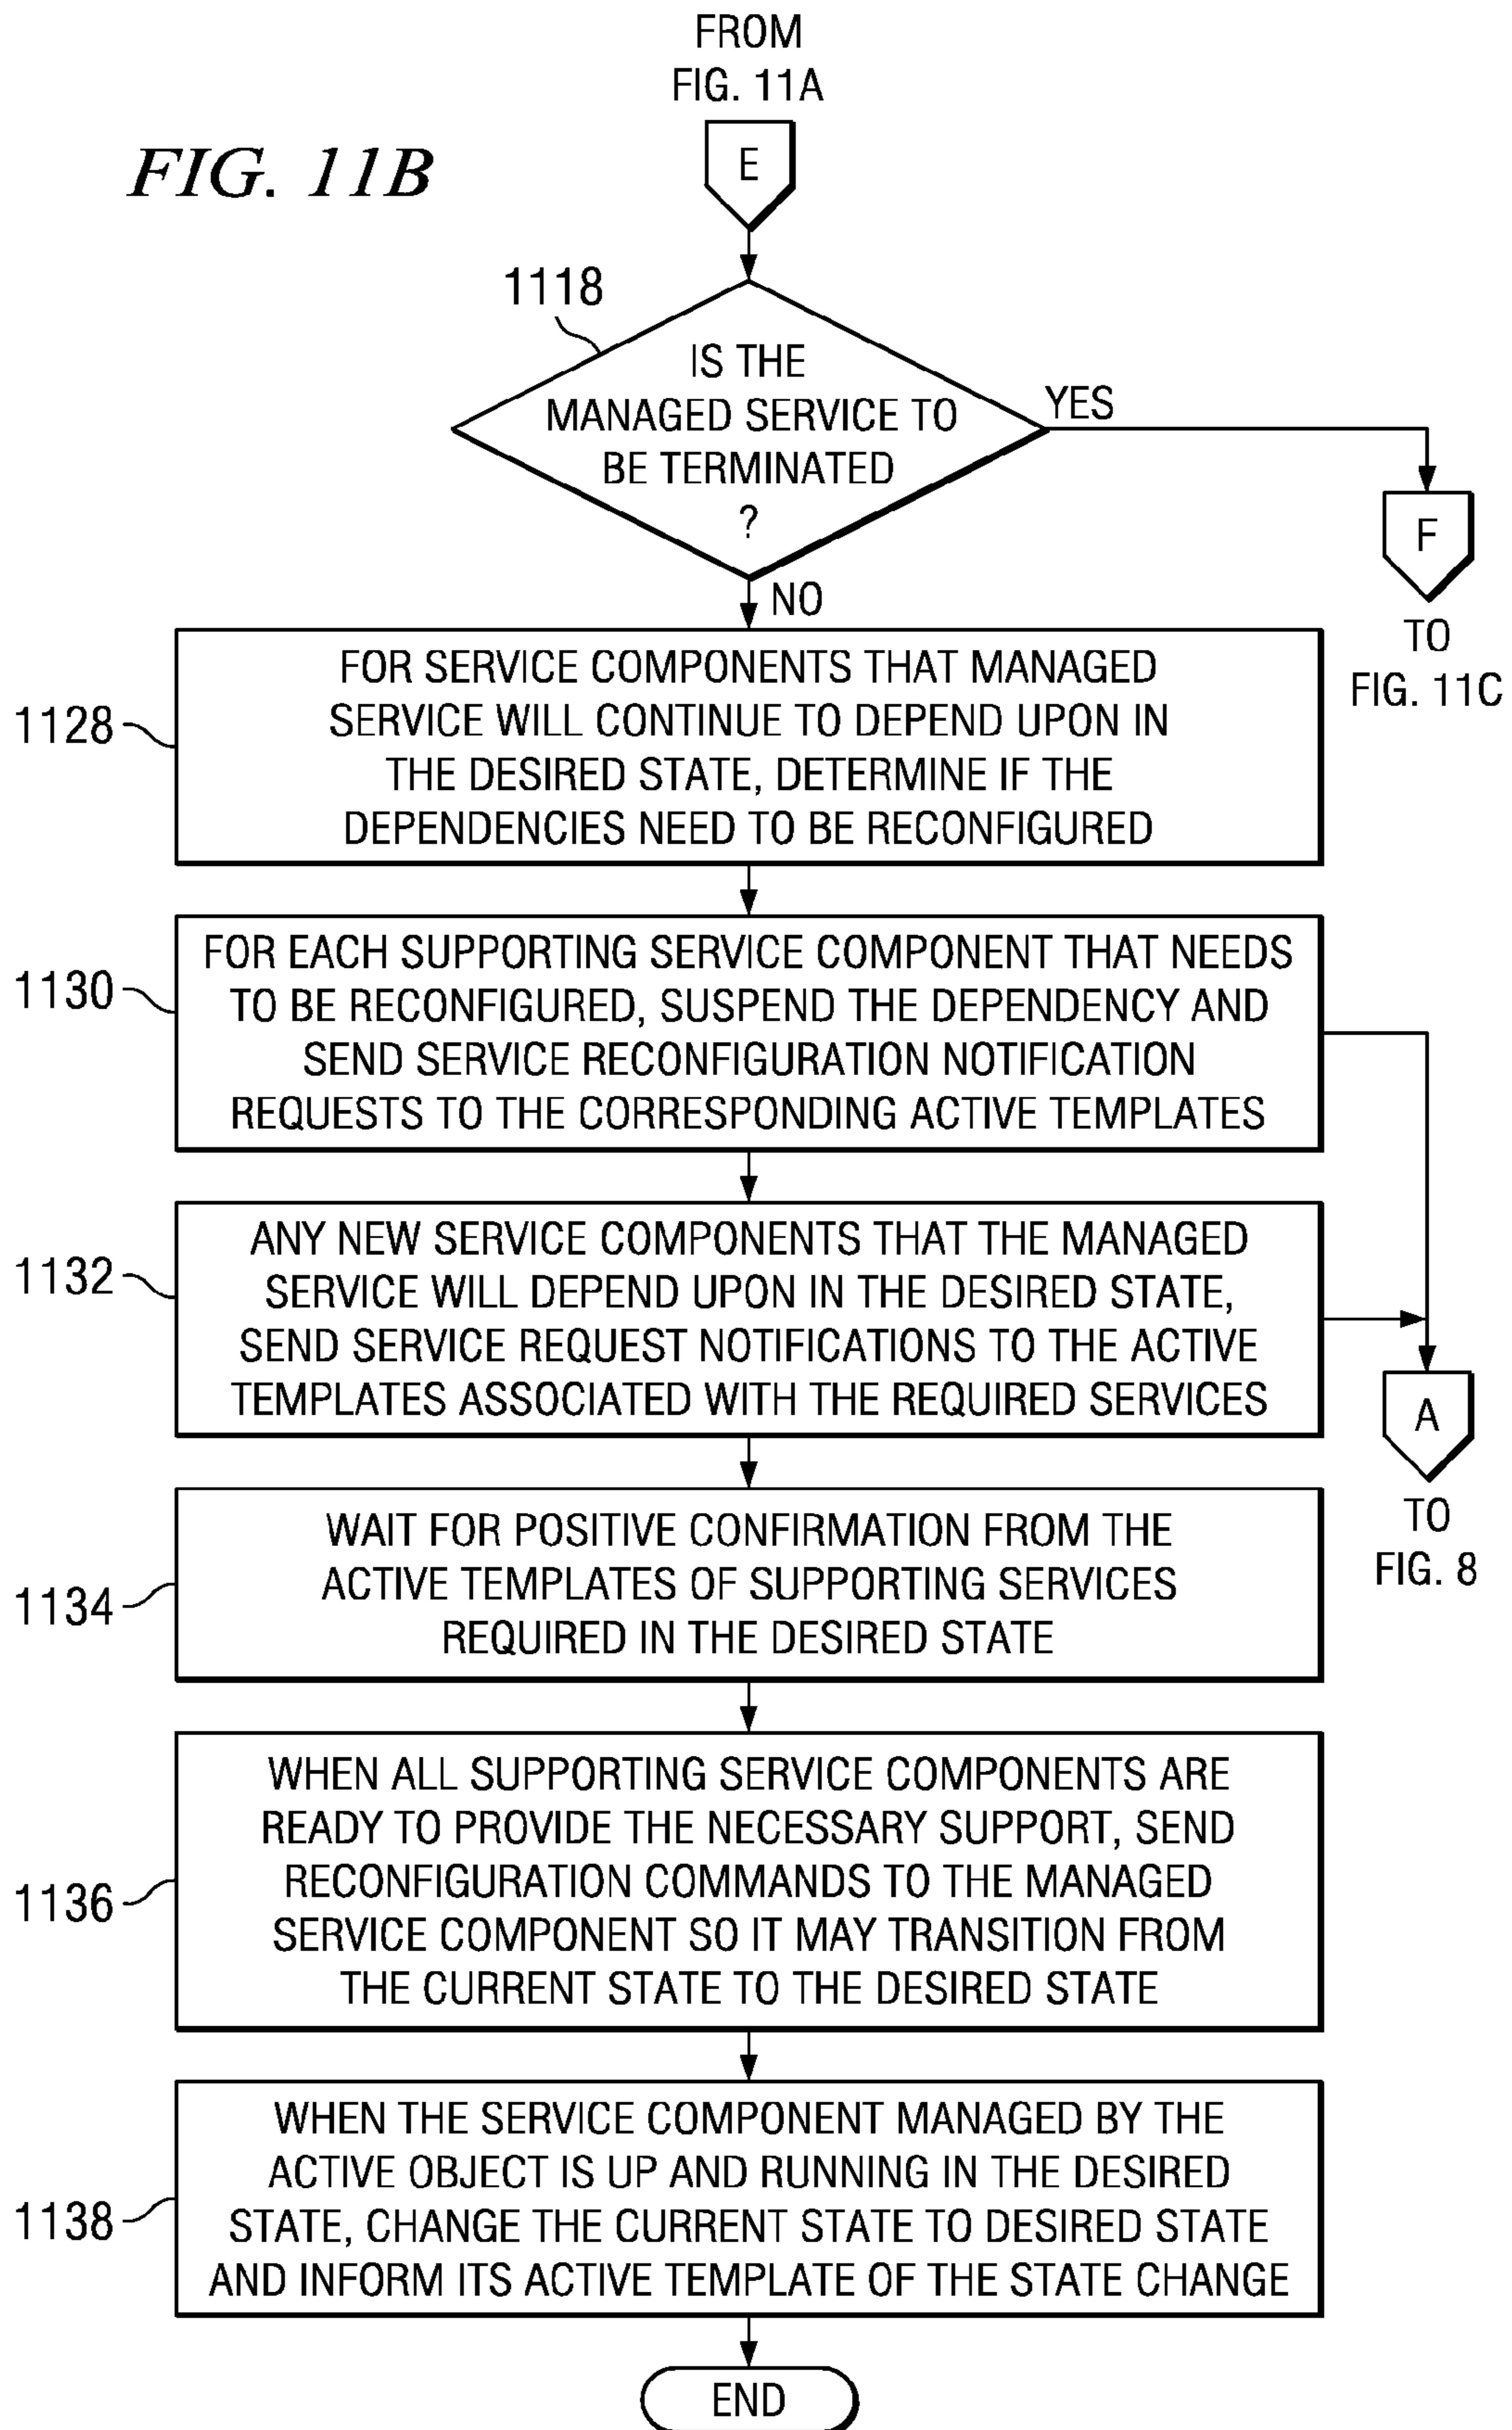 FROM
FIG. 11A
FIG. 11B
E
1118
IS THE
MANAGED SERVICE TO
BE TERMINATED
?
YES
F
TO
FIG. 11C
NO
1128
FOR SERVICE COMPONENTS THAT MANAGED
SERVICE WILL CONTINUE TO DEPEND UPON IN
THE DESIRED STATE, DETERMINE IF THE
DEPENDENCIES NEED TO BE RECONFIGURED
1130
FOR EACH SUPPORTING SERVICE COMPONENT THAT NEEDS
TO BE RECONFIGURED, SUSPEND THE DEPENDENCY AND
SEND SERVICE RECONFIGURATION NOTIFICATION
REQUESTS TO THE CORRESPONDING ACTIVE TEMPLATES
1132
ANY NEW SERVICE COMPONENTS THAT THE MANAGED
SERVICE WILL DEPEND UPON IN THE DESIRED STATE,
SEND SERVICE REQUEST NOTIFICATIONS TO THE ACTIVE
TEMPLATES ASSOCIATED WITH THE REQUIRED SERVICES
A
TO
FIG. 8
1134
WAIT FOR POSITIVE CONFIRMATION FROM THE
ACTIVE TEMPLATES OF SUPPORTING SERVICES
REQUIRED IN THE DESIRED STATE
1136
WHEN ALL SUPPORTING SERVICE COMPONENTS ARE
READY TO PROVIDE THE NECESSARY SUPPORT, SEND
RECONFIGURATION COMMANDS TO THE MANAGED
SERVICE COMPONENT SO IT MAY TRANSITION FROM
THE CURRENT STATE TO THE DESIRED STATE
1138
WHEN THE SERVICE COMPONENT MANAGED BY THE
ACTIVE OBJECT IS UP AND RUNNING IN THE DESIRED
STATE, CHANGE THE CURRENT STATE TO DESIRED STATE
AND INFORM ITS ACTIVE TEMPLATE OF THE STATE CHANGE
END